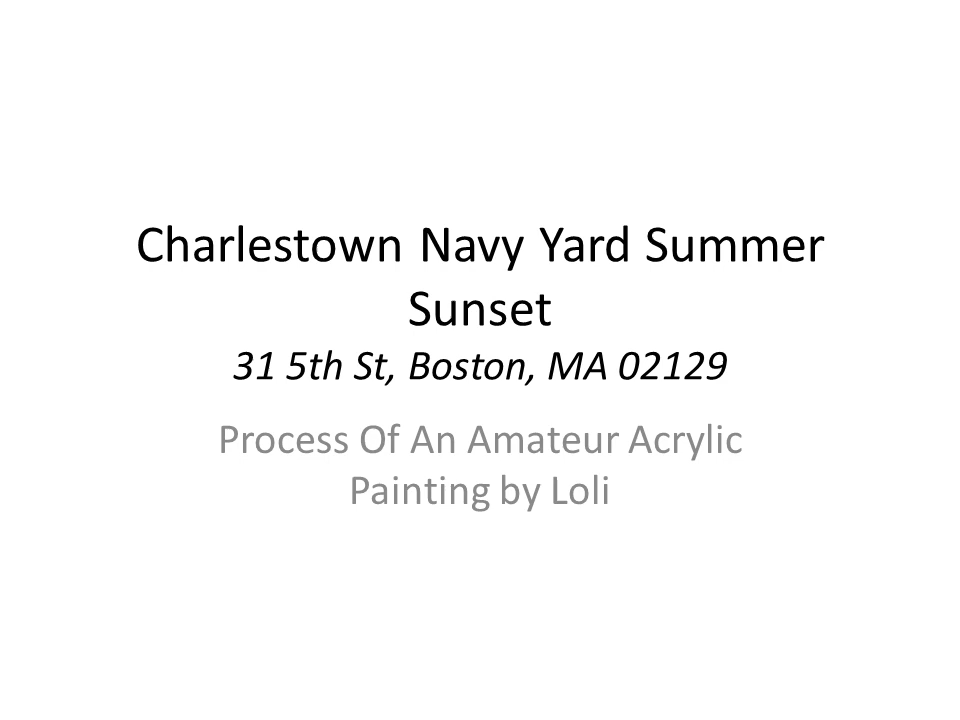 Charlestown Navy Yard Summer
Sunset
31 5th St, Boston, MA 02129
Process Of An Amateur Acrylic
Painting by Loli